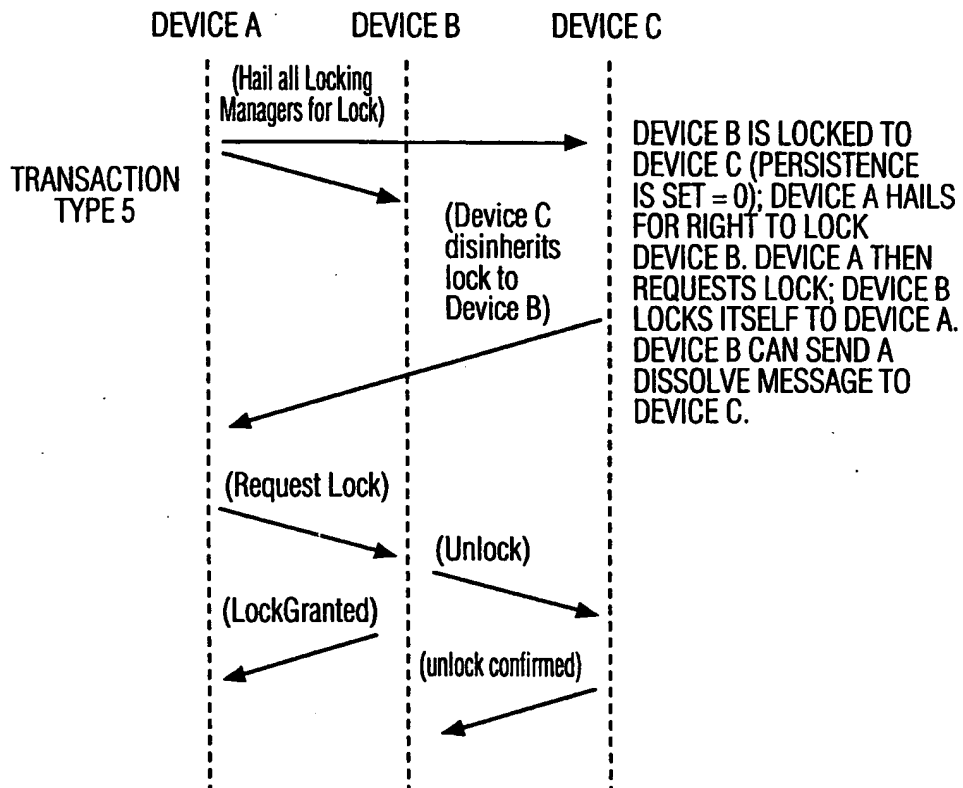 DEVICE A DEVICE B DEVICE C
(Hail all Locking
Managers for Lock)
TRANSACTION
TYPE 5
(Device C
disinherits
lock to
Device B)
DEVICE B IS LOCKED TO
DEVICE C (PERSISTENCE
IS SET = 0); DEVICE A HAILS
FOR RIGHT TO LOCK
DEVICE B. DEVICE A THEN
REQUESTS LOCK; DEVICE B
LOCKS ITSELF TO DEVICE A.
DEVICE B CAN SEND A
DISSOLVE MESSAGE TO
DEVICE C.
(Request Lock)
(Unlock)
(LockGranted)
(unlock confirmed)